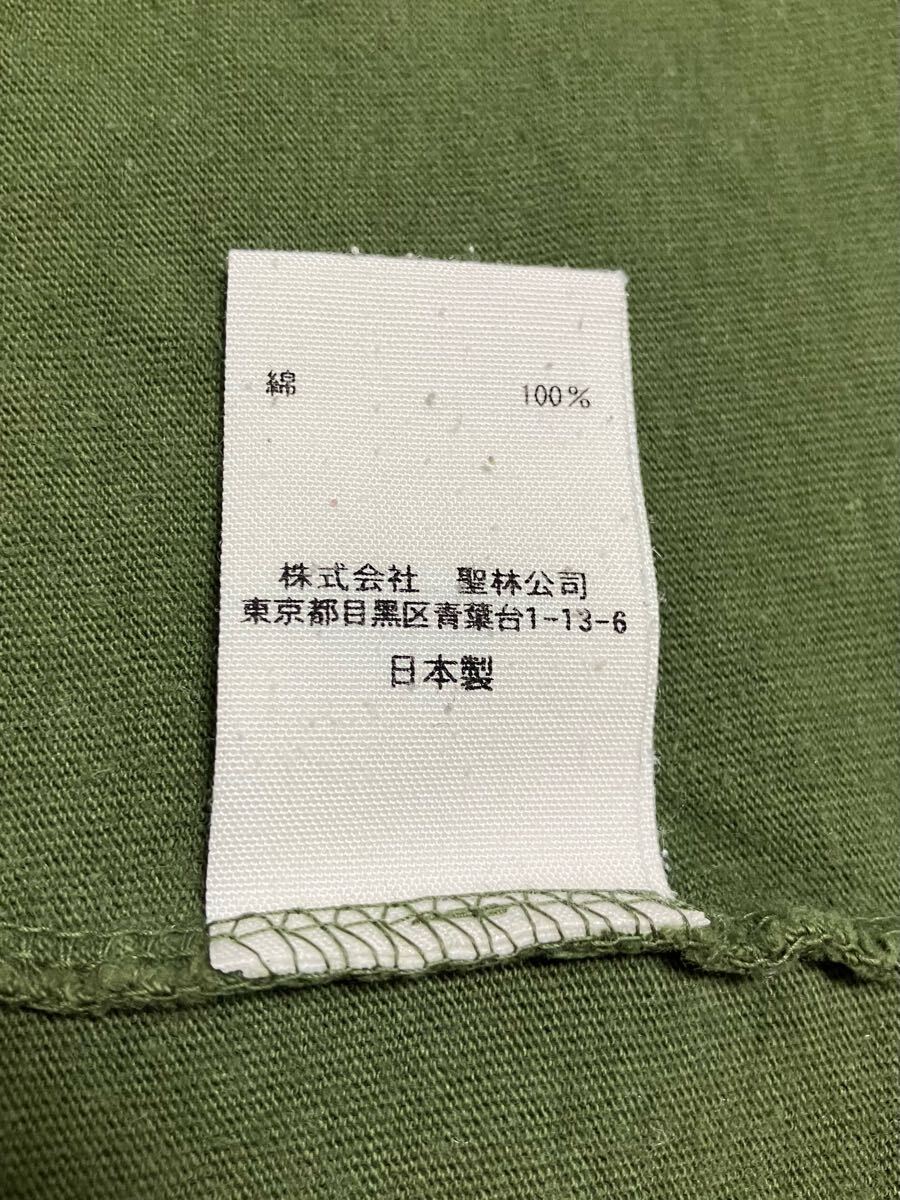 綿 100%
株式会社 聖林公司
東京都目黒区青葉台1-13-6
日本製